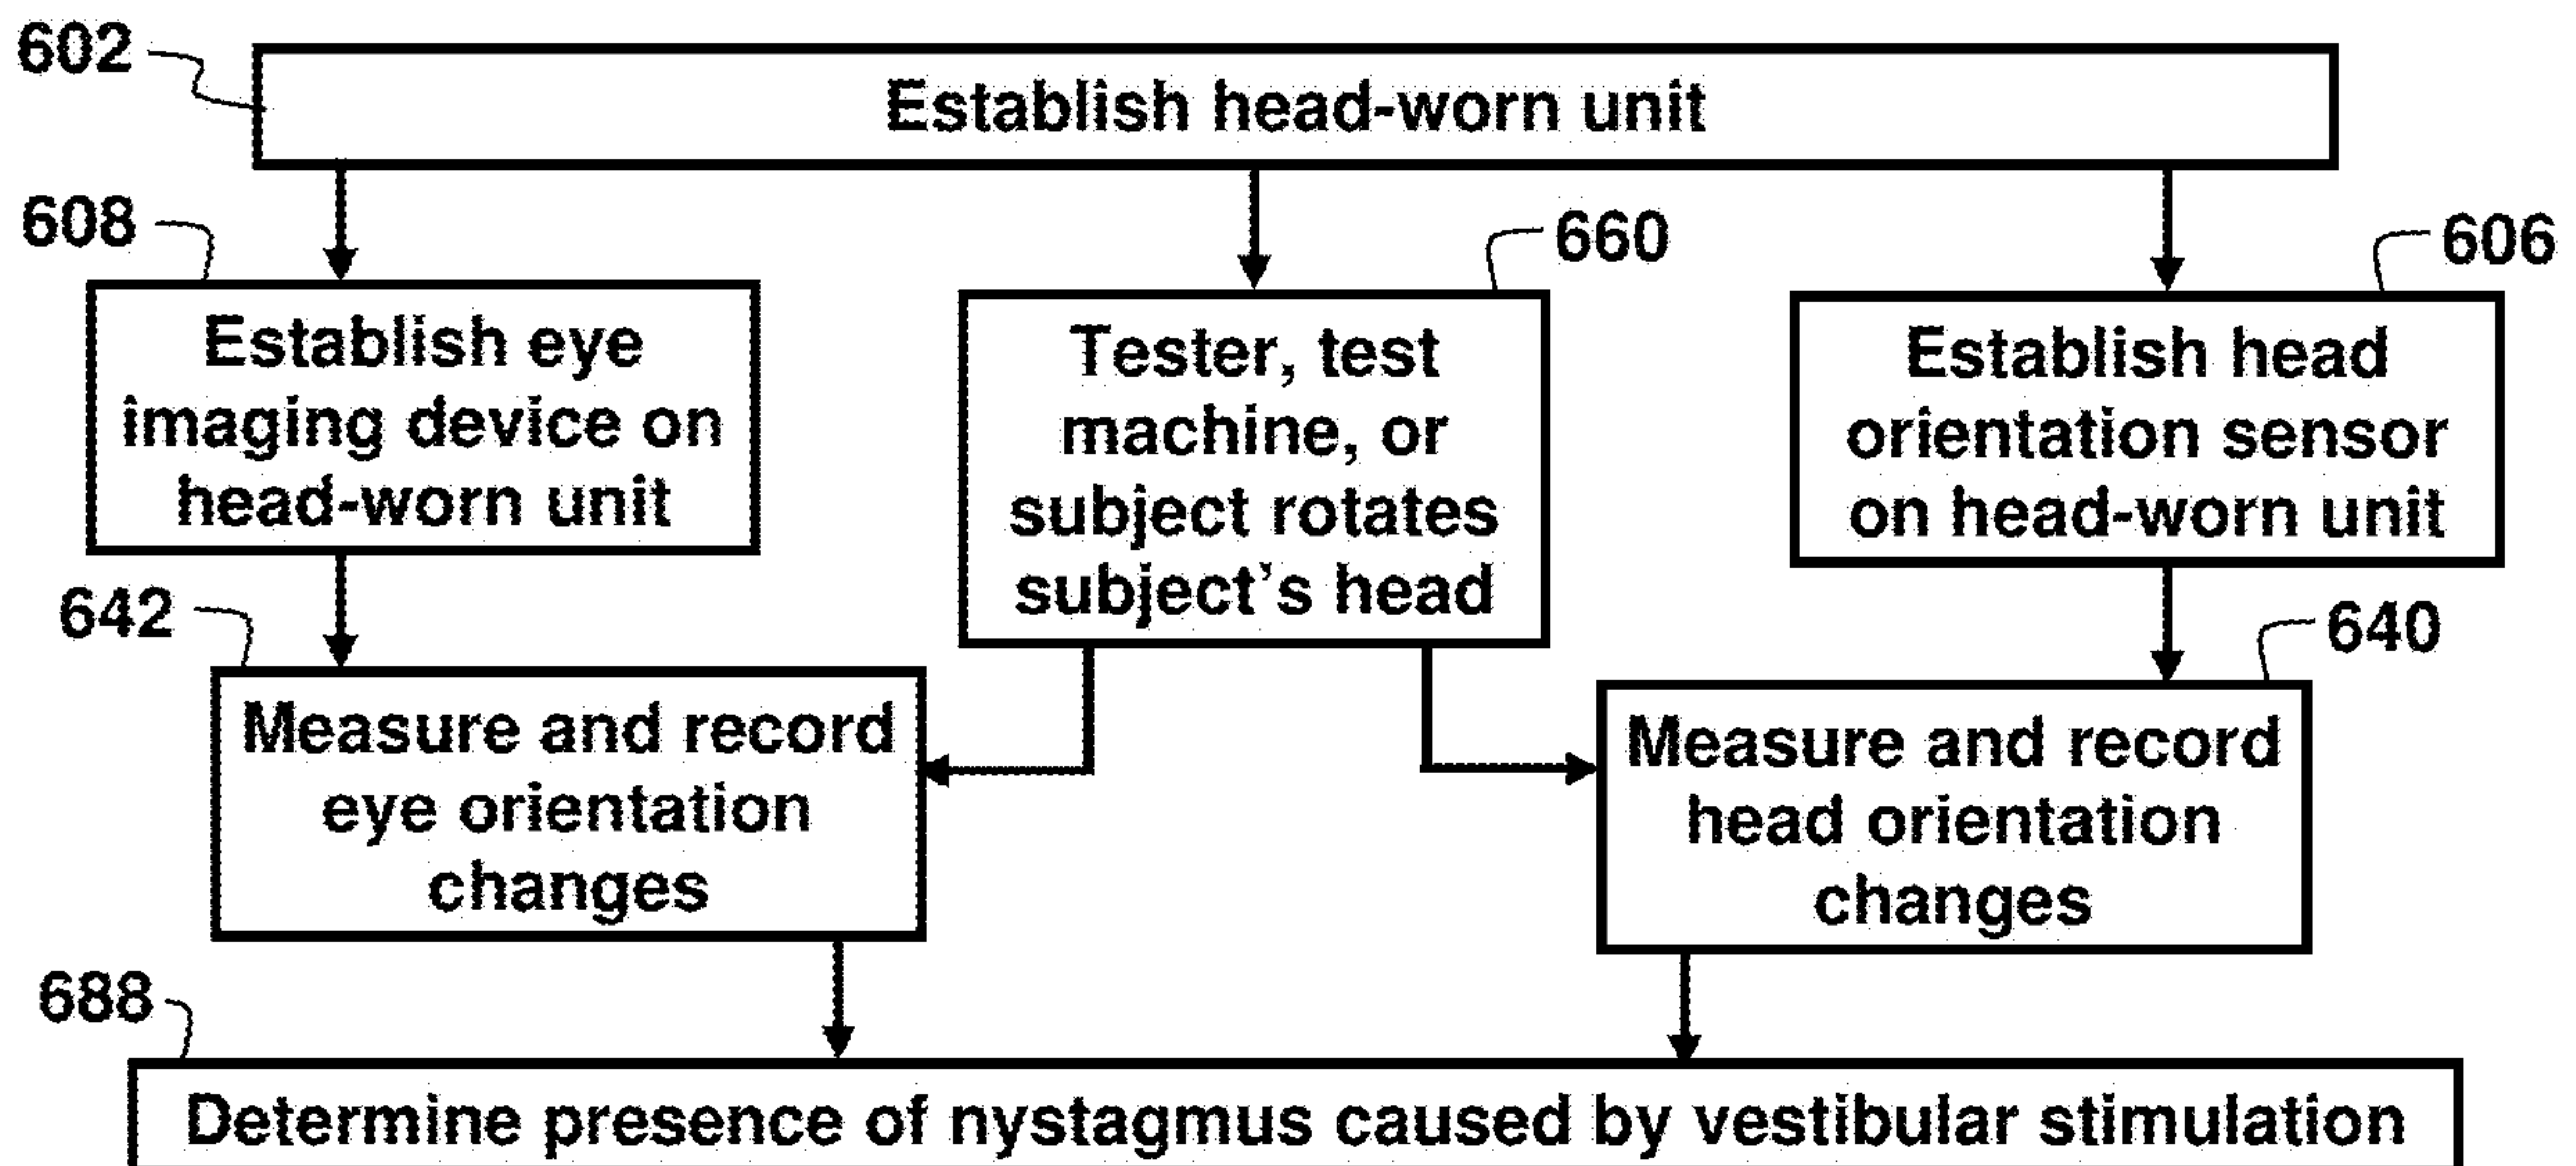 602
Establish head-worn unit
608
660
606
Establish eye
imaging device on
head-worn unit
Tester, test
machine, or
subject rotates
subject's head
Establish head
orientation sensor
on head-worn unit
642
640
Measure and record
eye orientation
changes
Measure and record
head orientation
changes
688
Determine presence of nystagmus caused by vestibular stimulation